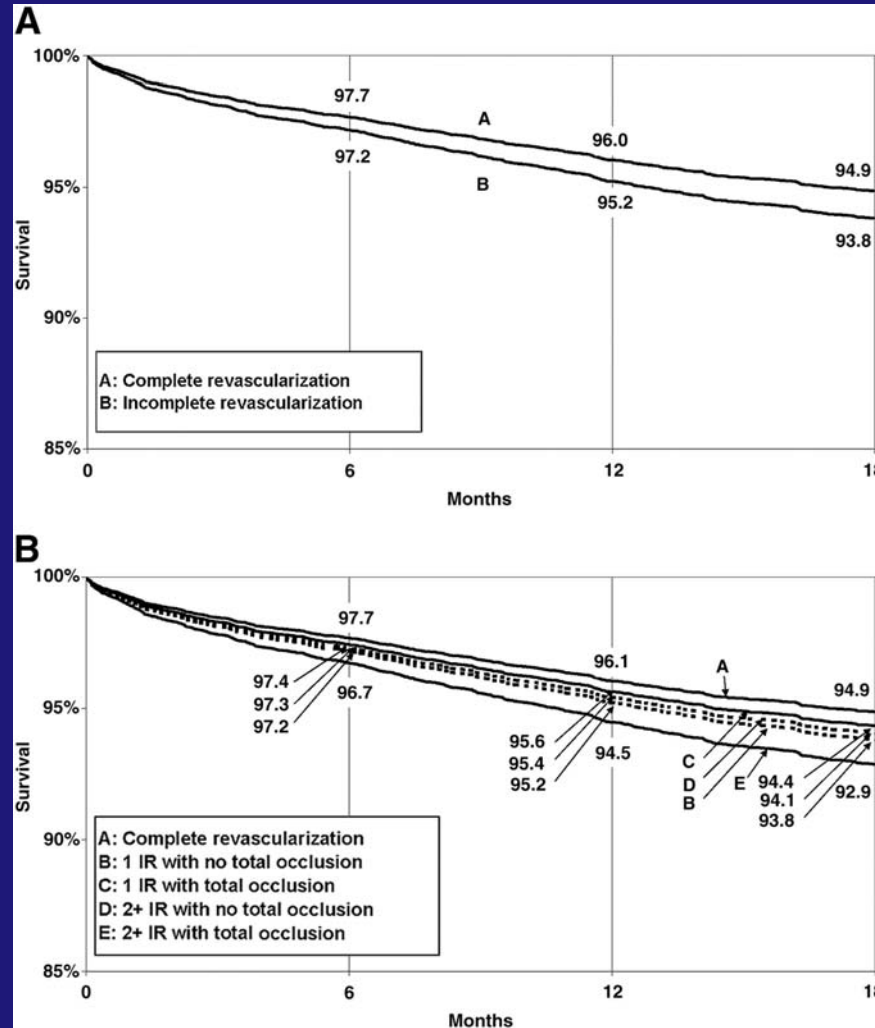 A
100%
97.7
A
96.0
94.9
95%
97.2
B
95.2
93.8
Survival
90%
A: Complete revascularization
B: Incomplete revascularization
85%
0
6
12
18
Months
B
100%
97.7
96.1
A
94.9
95%
97.4
96.7
97.3
97.2
95.6
94.5
95.4
95.2
C
D
B
E
94.4
92.9
94.1
93.8
Survival
90%
A: Complete revascularization
B: 1 IR with no total occlusion
C: 1 IR with total occlusion
D: 2+ IR with no total occlusion
E: 2+ IR with total occlusion
85%
0
6
12
18
Months